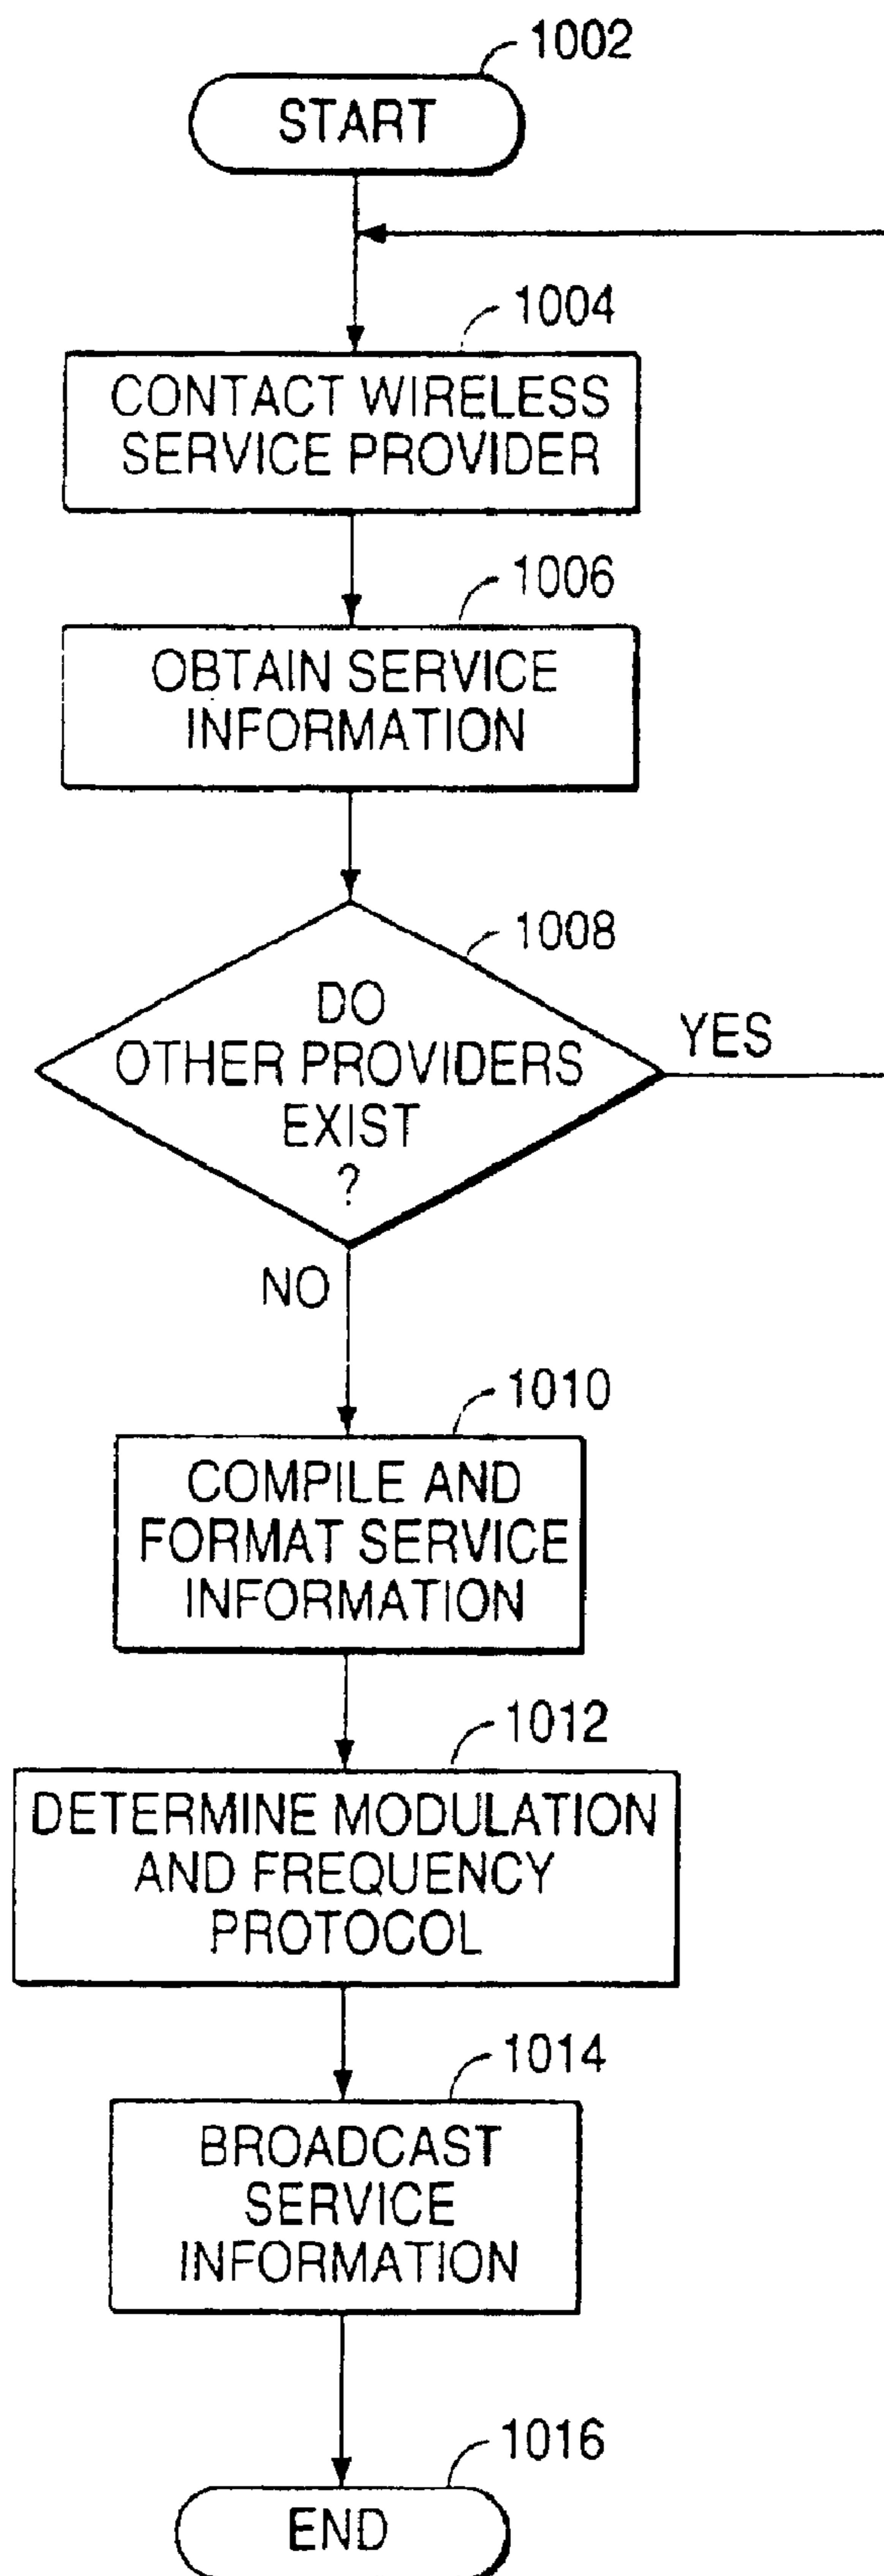 1002
START
1004
CONTACT WIRELESS
SERVICE PROVIDER
1006
OBTAIN SERVICE
INFORMATION
1008
DO
OTHER PROVIDERS
EXIST
?
YES
NO
1010
COMPILE AND
FORMAT SERVICE
INFORMATION
1012
DETERMINE MODULATION
AND FREQUENCY
PROTOCOL
1014
BROADCAST
SERVICE
INFORMATION
1016
END